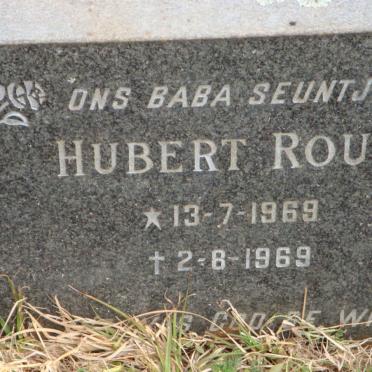 ONS BABA SEUNTJ
HUBERT ROU
* 13-7-1969
† 2-8-1969